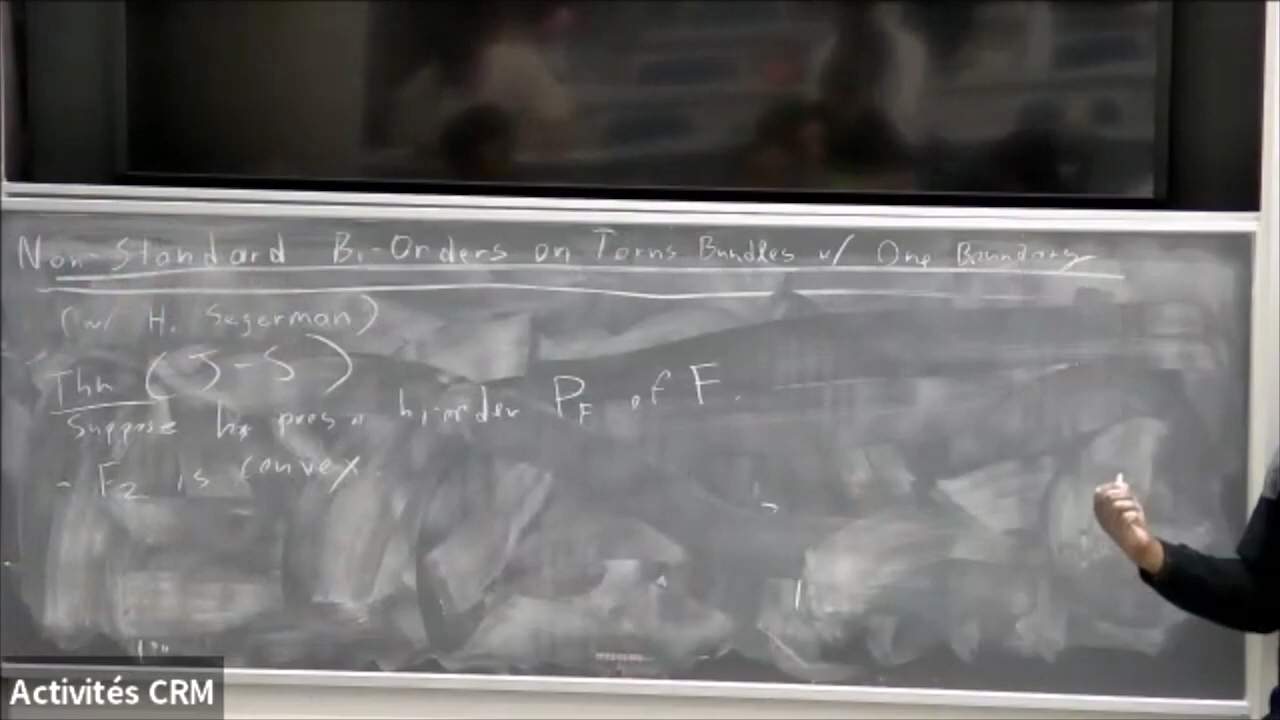 Non-Standard Bi-Orders on Torus Bundles w/ One Boundary
(w/ H. Segerman)
Thm (J-S)
Suppose h* pres a bi-order P_F of F.
- F_2 is convex.
Activités CRM